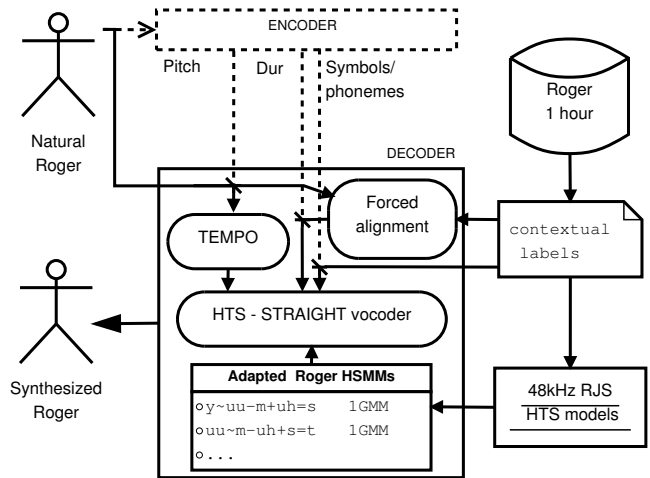 ENCODER
Pitch
Dur
Symbols/
phonemes
Natural
Roger
Roger
1 hour
DECODER
Forced
alignment
TEMPO
contextual
labels
HTS - STRAIGHT vocoder
Synthesized
Roger
Adapted Roger HSMMs
y~uu-m+uh=s 1GMM
uu~m-uh+s=t 1GMM
...
48kHz RJS
HTS models